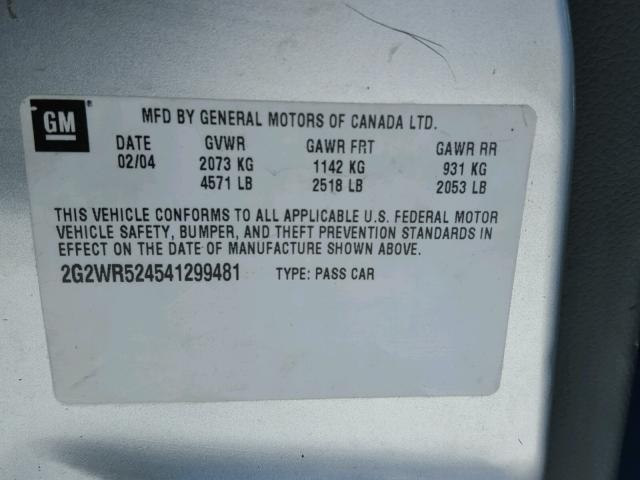 GM
MFD BY GENERAL MOTORS OF CANADA LTD.
DATE GVWR GAWR FRT GAWR RR
02/04 2073 KG 1142 KG 931 KG
4571 LB 2518 LB 2053 LB
THIS VEHICLE CONFORMS TO ALL APPLICABLE U.S. FEDERAL MOTOR
VEHICLE SAFETY, BUMPER, AND THEFT PREVENTION STANDARDS IN
EFFECT ON THE DATE OF MANUFACTURE SHOWN ABOVE.
2G2WR524541299481 TYPE: PASS CAR